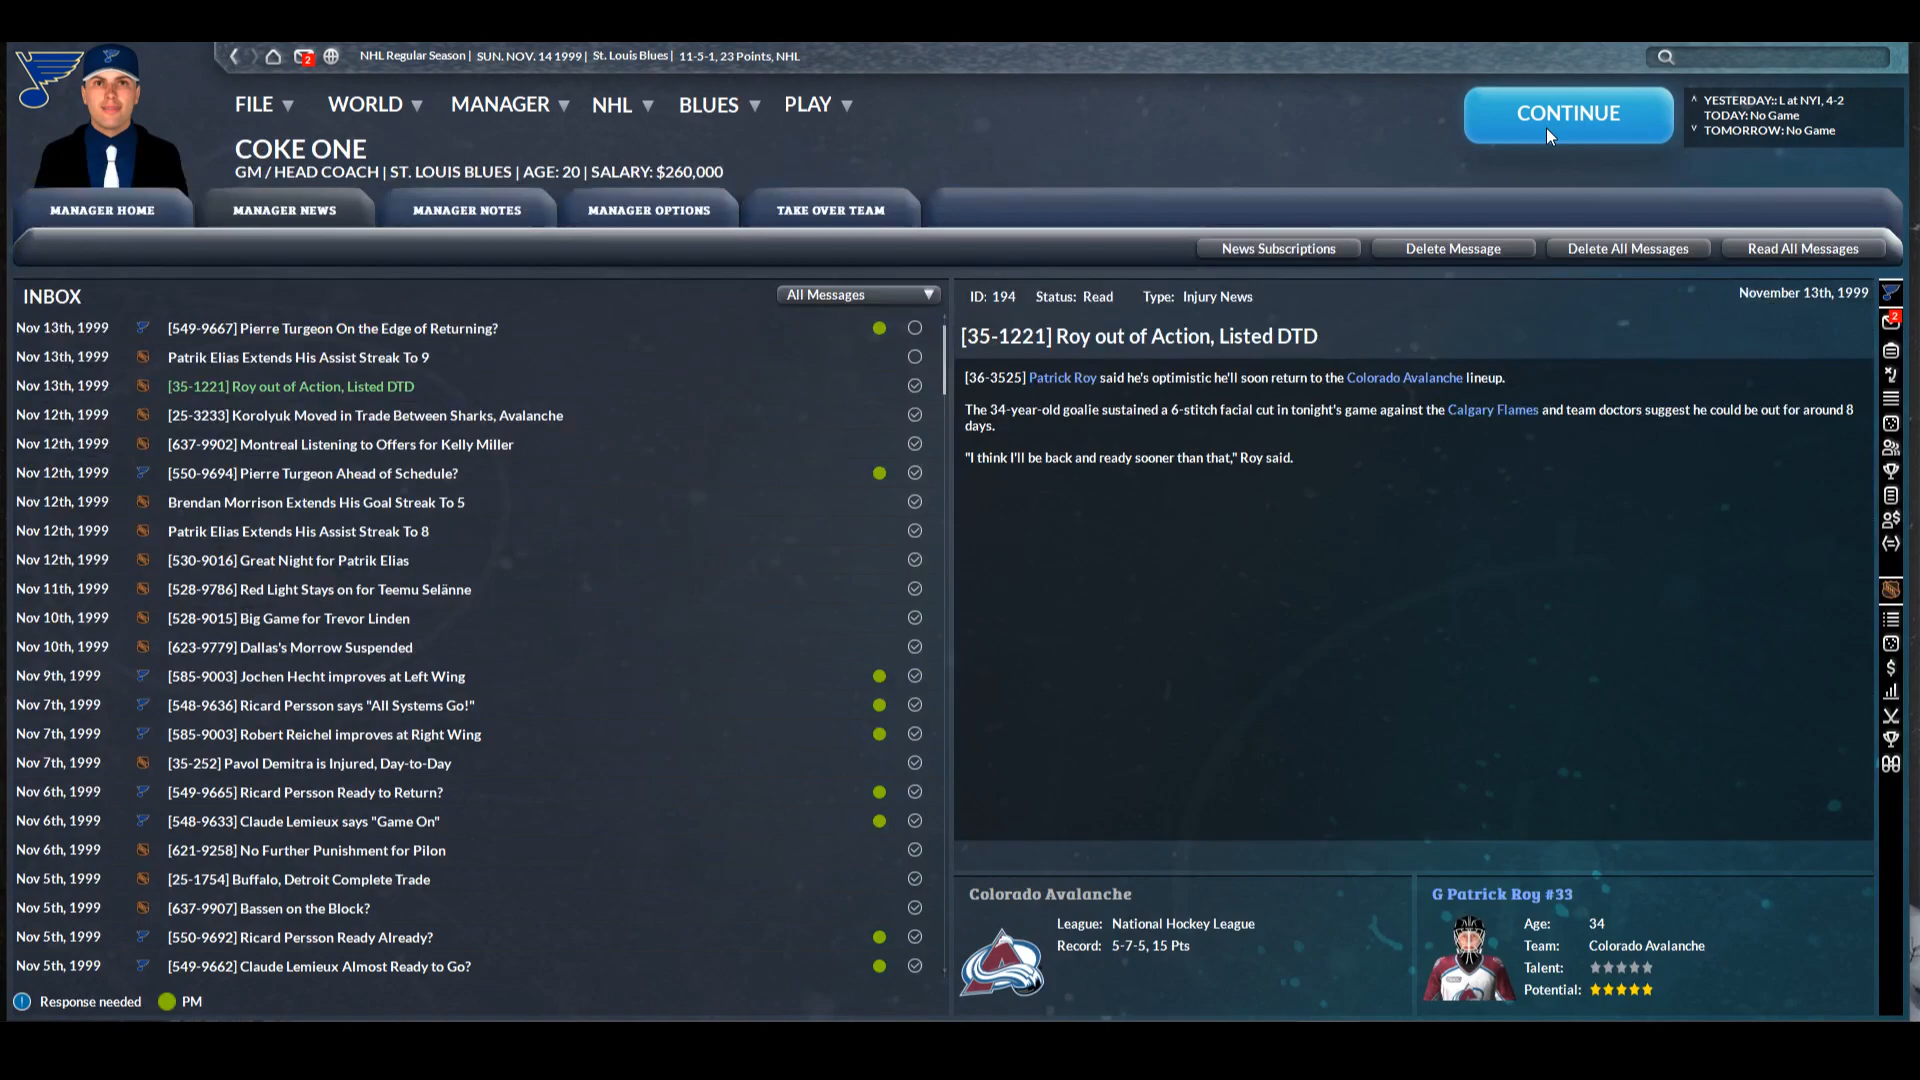 2
NHL Regular Season | SUN. NOV. 14 1999 | St. Louis Blues | 11-5-1, 23 Points, NHL
FILE WORLD MANAGER NHL BLUES PLAY
CONTINUE
YESTERDAY:: L at NYI, 4-2
TODAY: No Game
TOMORROW: No Game
COKE ONE
GM / HEAD COACH | ST. LOUIS BLUES | AGE: 20 | SALARY: $260,000
MANAGER HOME MANAGER NEWS MANAGER NOTES MANAGER OPTIONS TAKE OVER TEAM
News Subscriptions Delete Message Delete All Messages Read All Messages
INBOX All Messages
Nov 13th, 1999 [549-9667] Pierre Turgeon On the Edge of Returning?
Nov 13th, 1999 Patrik Elias Extends His Assist Streak To 9
Nov 13th, 1999 [35-1221] Roy out of Action, Listed DTD
Nov 12th, 1999 [25-3233] Korolyuk Moved in Trade Between Sharks, Avalanche
Nov 12th, 1999 [637-9902] Montreal Listening to Offers for Kelly Miller
Nov 12th, 1999 [550-9694] Pierre Turgeon Ahead of Schedule?
Nov 12th, 1999 Brendan Morrison Extends His Goal Streak To 5
Nov 12th, 1999 Patrik Elias Extends His Assist Streak To 8
Nov 12th, 1999 [530-9016] Great Night for Patrik Elias
Nov 11th, 1999 [528-9786] Red Light Stays on for Teemu Selänne
Nov 10th, 1999 [528-9015] Big Game for Trevor Linden
Nov 10th, 1999 [623-9779] Dallas's Morrow Suspended
Nov 9th, 1999 [585-9003] Jochen Hecht improves at Left Wing
Nov 7th, 1999 [548-9636] Ricard Persson says "All Systems Go!"
Nov 7th, 1999 [585-9003] Robert Reichel improves at Right Wing
Nov 7th, 1999 [35-252] Pavol Demitra is Injured, Day-to-Day
Nov 6th, 1999 [549-9665] Ricard Persson Ready to Return?
Nov 6th, 1999 [548-9633] Claude Lemieux says "Game On"
Nov 6th, 1999 [621-9258] No Further Punishment for Pilon
Nov 5th, 1999 [25-1754] Buffalo, Detroit Complete Trade
Nov 5th, 1999 [637-9907] Bassen on the Block?
Nov 5th, 1999 [550-9692] Ricard Persson Ready Already?
Nov 5th, 1999 [549-9662] Claude Lemieux Almost Ready to Go?
Response needed PM
ID: 194 Status: Read Type: Injury News November 13th, 1999
[35-1221] Roy out of Action, Listed DTD
[36-3525] Patrick Roy said he's optimistic he'll soon return to the Colorado Avalanche lineup.
The 34-year-old goalie sustained a 6-stitch facial cut in tonight's game against the Calgary Flames and team doctors suggest he could be out for around 8
days.
"I think I'll be back and ready sooner than that," Roy said.
Colorado Avalanche
League: National Hockey League
Record: 5-7-5, 15 Pts
G Patrick Roy #33
Age: 34
Team: Colorado Avalanche
Talent:
Potential:
2